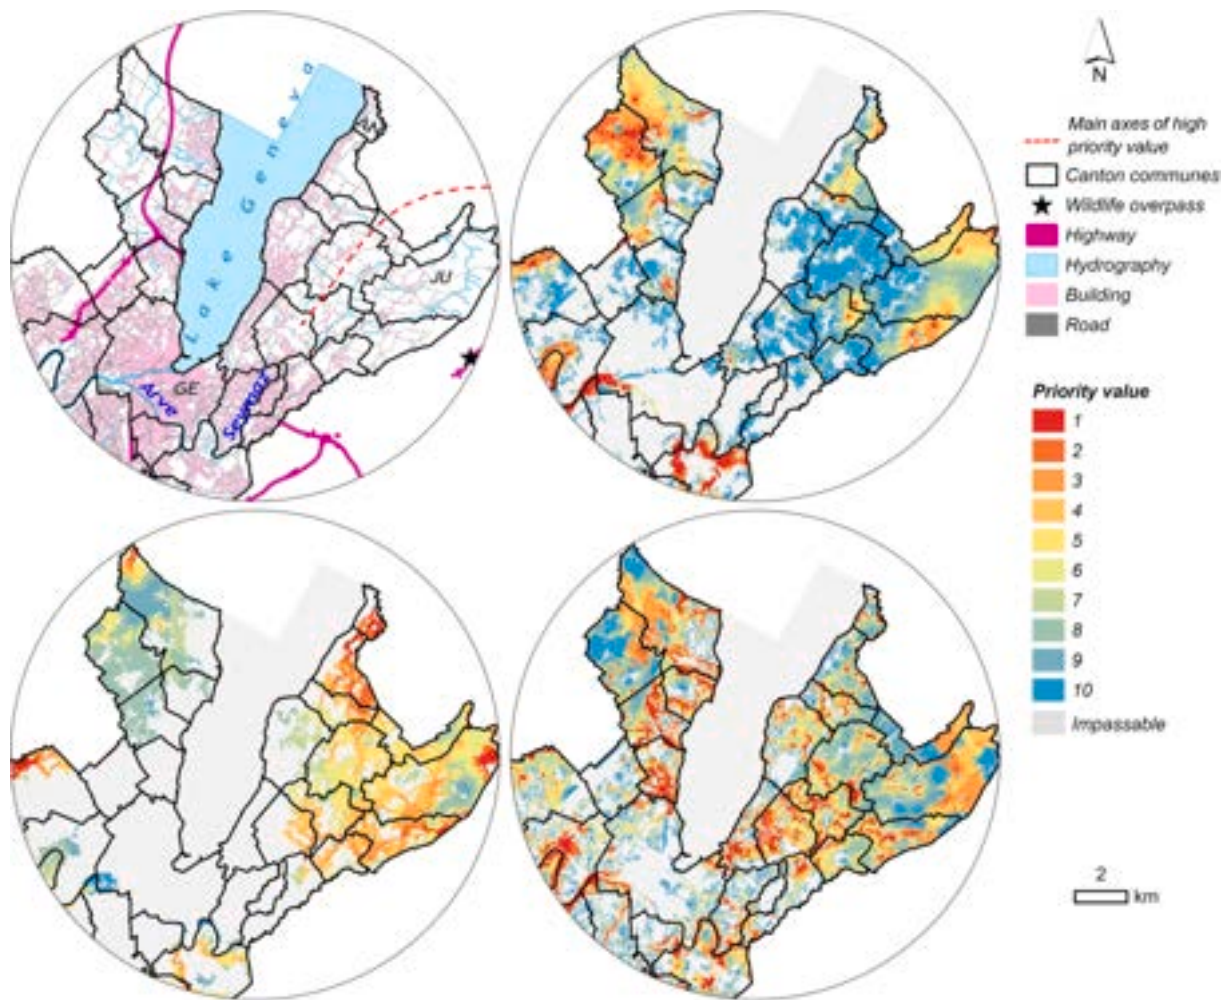 Lake Geneva
JU
GE
Arve
Seymaz
N
Main axes of high
priority value
Canton communes
Wildlife overpass
Highway
Hydrography
Building
Road
Priority value
1
2
3
4
5
6
7
8
9
10
Impassable
2
km